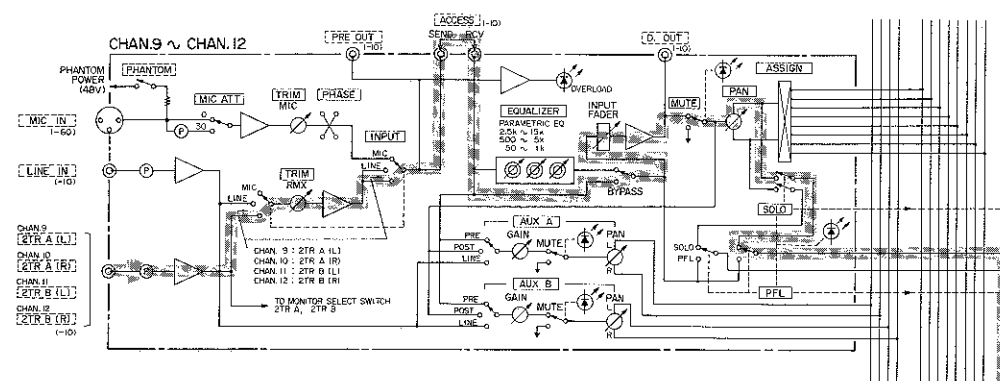 CHAN.9 ~ CHAN.12
PRE OUT
(-10)
ACCESS (-10)
SEND RCV
D. OUT
(-10)
PHANTOM
POWER
(48V)
PHANTOM
MIC ATT
0
30
TRIM
MIC
PHASE
MIC IN
(-60)
P
INPUT
MIC
LINE
OVERLOAD
EQUALIZER
PARAMETRIC EQ
2.5k ~ 15k
500 ~ 5k
50 ~ 1k
INPUT
FADER
MUTE
PAN
ASSIGN
BYPASS
LINE IN
(-10)
P
MIC
LINE
TRIM
RMX
CHAN.9
2TR A (L)
CHAN.10
2TR A (R)
CHAN.11
2TR B (L)
CHAN.12
2TR B (R)
(-10)
P
CHAN. 9 : 2TR A (L)
CHAN. 10 : 2TR A (R)
CHAN. 11 : 2TR B (L)
CHAN. 12 : 2TR B (R)
TO MONITOR SELECT SWITCH
2TR A, 2TR B
AUX A
PRE
POST
LINE
GAIN
MUTE
PAN
L
R
AUX B
PRE
POST
LINE
GAIN
MUTE
PAN
L
R
SOLO
SOLO
PFL
PFL